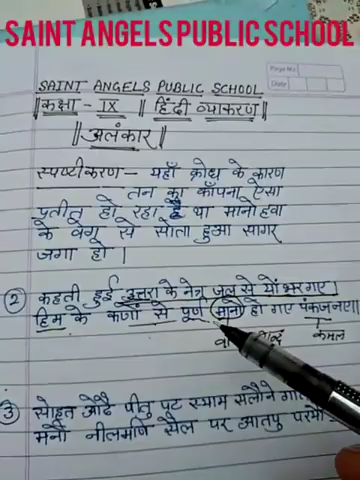 SAINT ANGELS PUBLIC SCHOOL
Page No.
Date
SAINT ANGELS PUBLIC SCHOOL
कक्षा - IX || हिंदी व्याकरण
|| अलंकार ||
स्पष्टीकरण - यहाँ क्रोध के कारण
तन का काँपना ऐसा
प्रतीत हो रहा है था मानो हवा
के वेग से सोता हुआ सागर
जगा हो।
② कहती हुई उत्तरा के नेत्र जल से यों भर गए।
हिम के कणों से पूर्ण मानो हो गए पंकज नए॥
कमल
③ सोहत ओढै पीतु पट स्याम सलौने
मनौ नीलमणि सैल पर आतपु